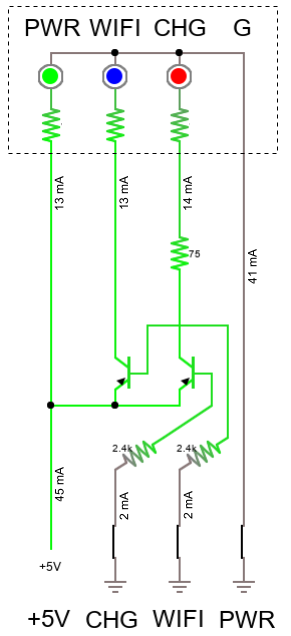 PWR WIFI CHG G
13 mA 13 mA 14 mA 41 mA
75
2.4k 2.4k
45 mA 2 mA 2 mA
+5V
+5V CHG WIFI PWR